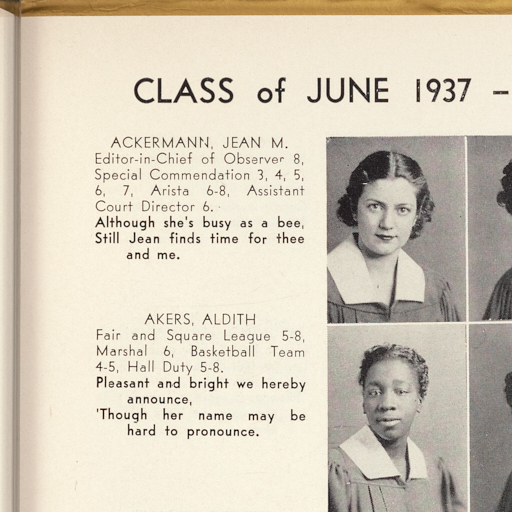 CLASS of JUNE 1937 –
ACKERMANN, JEAN M.
Editor-in-Chief of Observer 8,
Special Commendation 3, 4, 5,
6, 7, Arista 6-8, Assistant
Court Director 6.
Although she's busy as a bee,
Still Jean finds time for thee
and me.
AKERS, ALDITH
Fair and Square League 5-8,
Marshal 6, Basketball Team
4-5, Hall Duty 5-8.
Pleasant and bright we hereby
announce,
'Though her name may be
hard to pronounce.